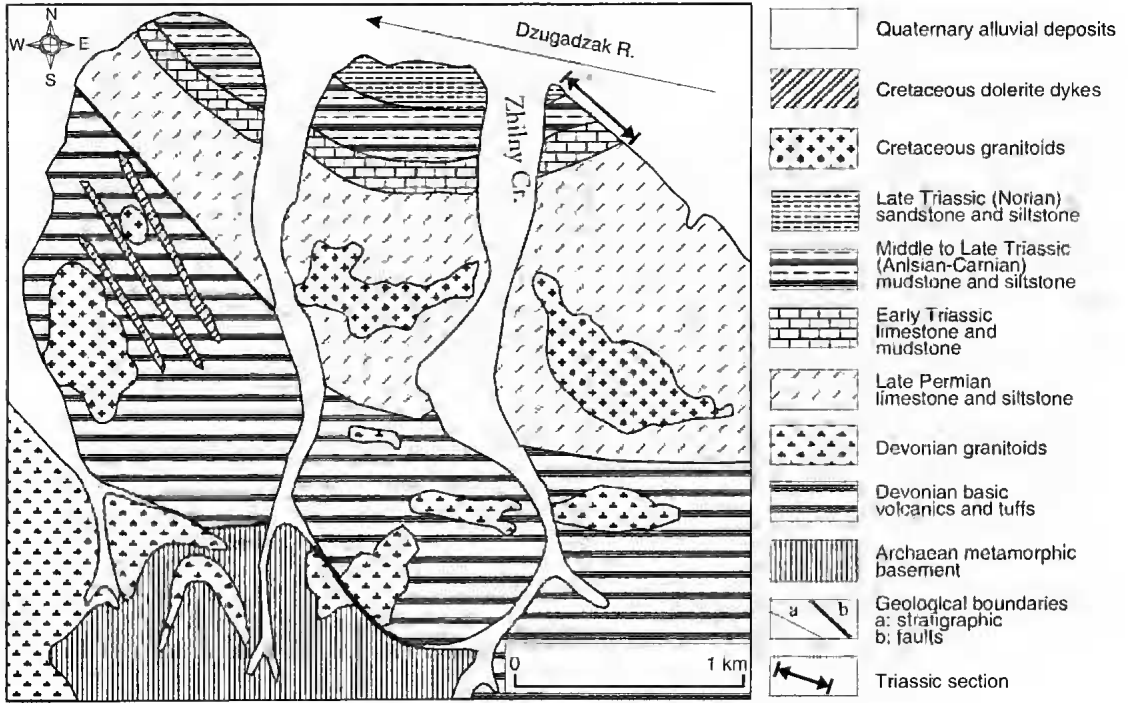 N
W E
S
Dzugadzak R.
Zhilny Cr.
0 1 km
Quaternary alluvial deposits
Cretaceous dolerite dykes
Cretaceous granitoids
Late Triassic (Norian)
sandstone and siltstone
Middle to Late Triassic
(Anisian-Carnian)
mudstone and siltstone
Early Triassic
limestone and
mudstone
Late Permian
limestone and siltstone
Devonian granitoids
Devonian basic
volcanics and tuffs
Archaean metamorphic
basement
a b
Geological boundaries
a: stratigraphic
b: faults
Triassic section